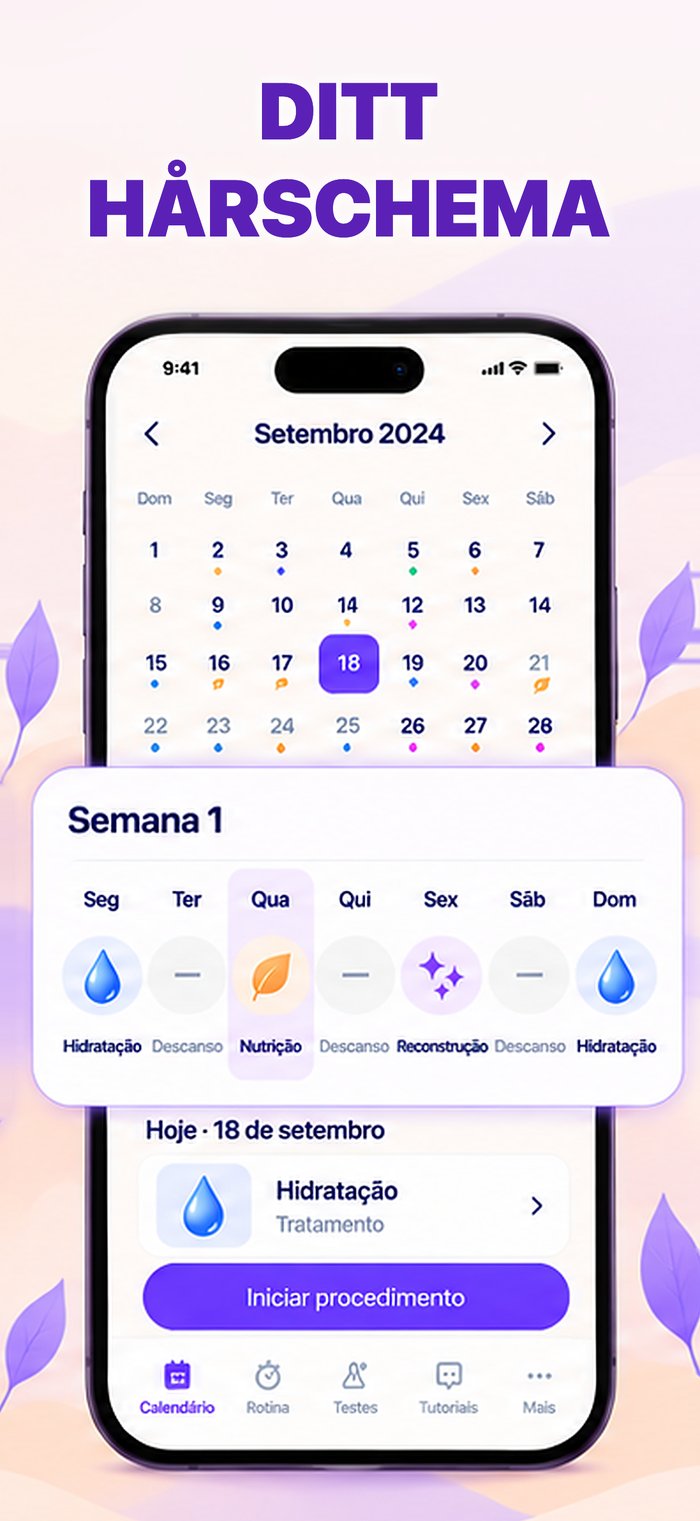 DITT
HÅRSCHEMA
9:41
Setembro 2024
Dom Seg Ter Qua Qui Sex Sáb
1 2 3 4 5 6 7
8 9 10 14 12 13 14
15 16 17 18 19 20 21
22 23 24 25 26 27 28
Semana 1
Seg Ter Qua Qui Sex Sāb Dom
Hidratação Descanso Nutrição Descanso Reconstrução Descanso Hidratação
Hoje · 18 de setembro
Hidratação
Tratamento
Iniciar procedimento
Calendário Rotina Testes Tutoriais Mais